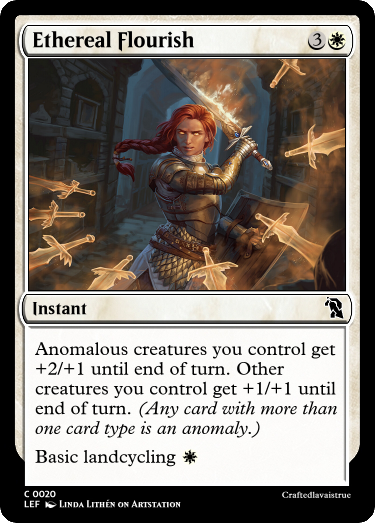 Ethereal Flourish 3
Instant
Anomalous creatures you control get
+2/+1 until end of turn. Other
creatures you control get +1/+1 until
end of turn. (Any card with more than
one card type is an anomaly.)
Basic landcycling
C 0020
LEF Linda Lithén on Artstation
Craftedlavaistrue